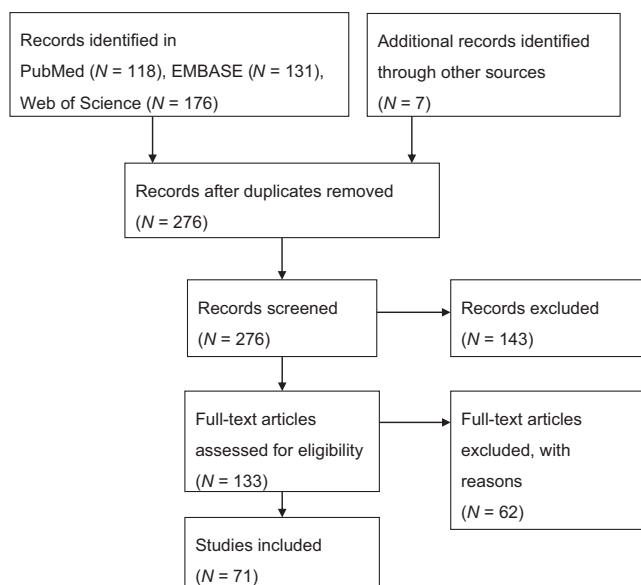 Records identified in
PubMed (N = 118), EMBASE (N = 131),
Web of Science (N = 176)
Additional records identified
through other sources
(N = 7)
Records after duplicates removed
(N = 276)
Records screened
(N = 276)
Records excluded
(N = 143)
Full-text articles
assessed for eligibility
(N = 133)
Full-text articles
excluded, with
reasons
(N = 62)
Studies included
(N = 71)